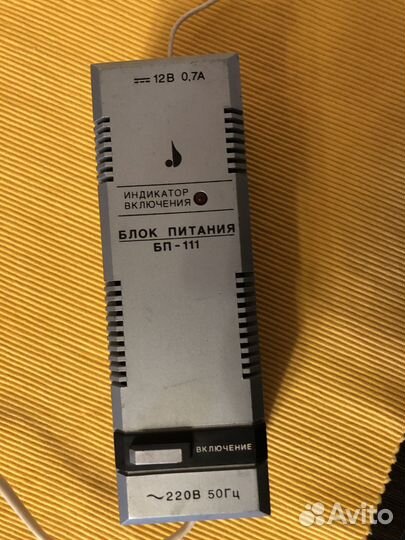 ⎓ 12В 0,7А
ИНДИКАТОР
ВКЛЮЧЕНИЯ
БЛОК ПИТАНИЯ
БП-111
ВКЛЮЧЕНИЕ
~220В 50Гц
Avito